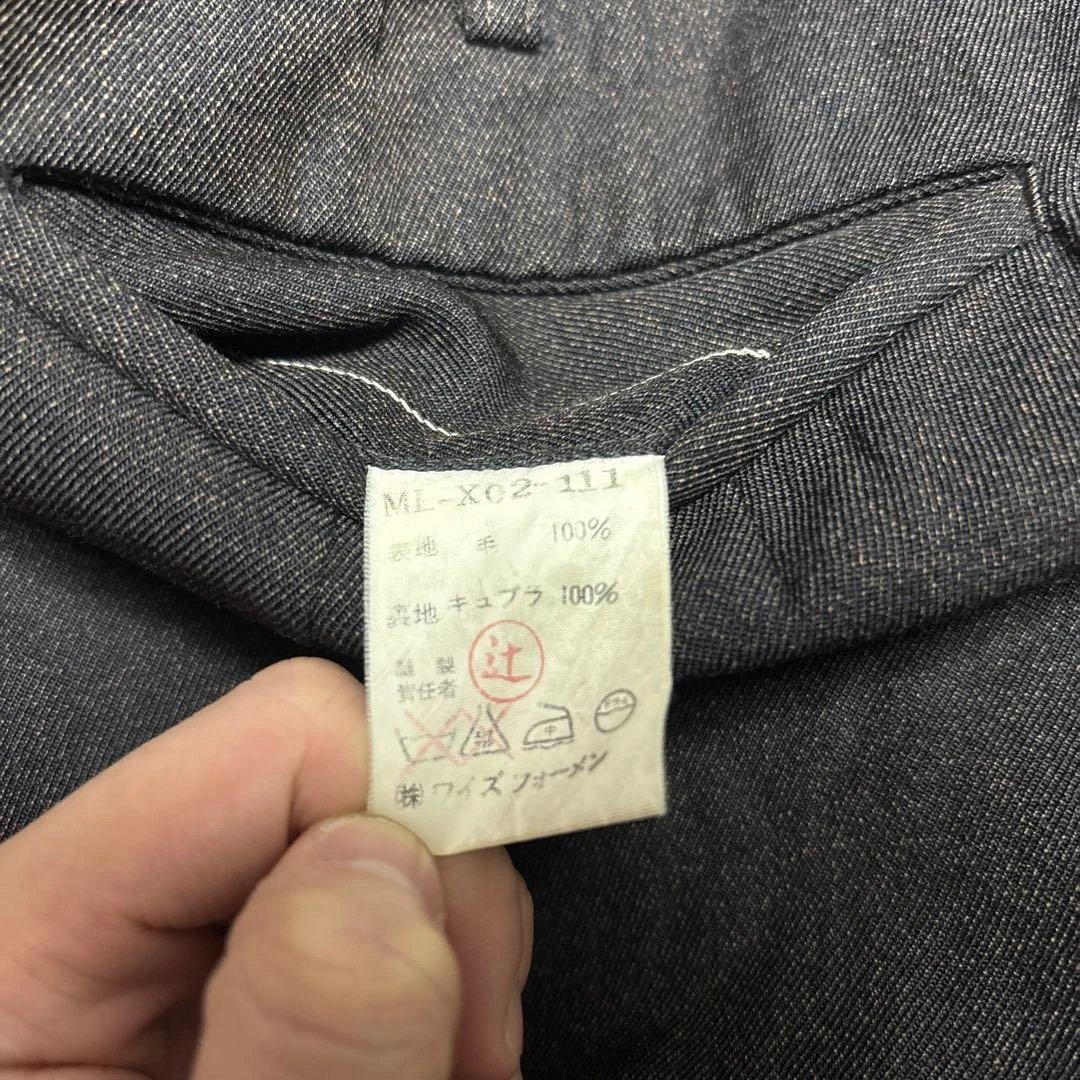 ML-X02-111
表地 毛 100%
裏地 キュプラ 100%
縫製
責任者 辻
中 ドライ
㈱ワイズフォーメン